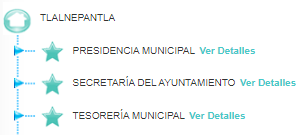 TLALNEPANTLA
PRESIDENCIA MUNICIPAL Ver Detalles
SECRETARÍA DEL AYUNTAMIENTO Ver Detalles
TESORERÍA MUNICIPAL Ver Detalles